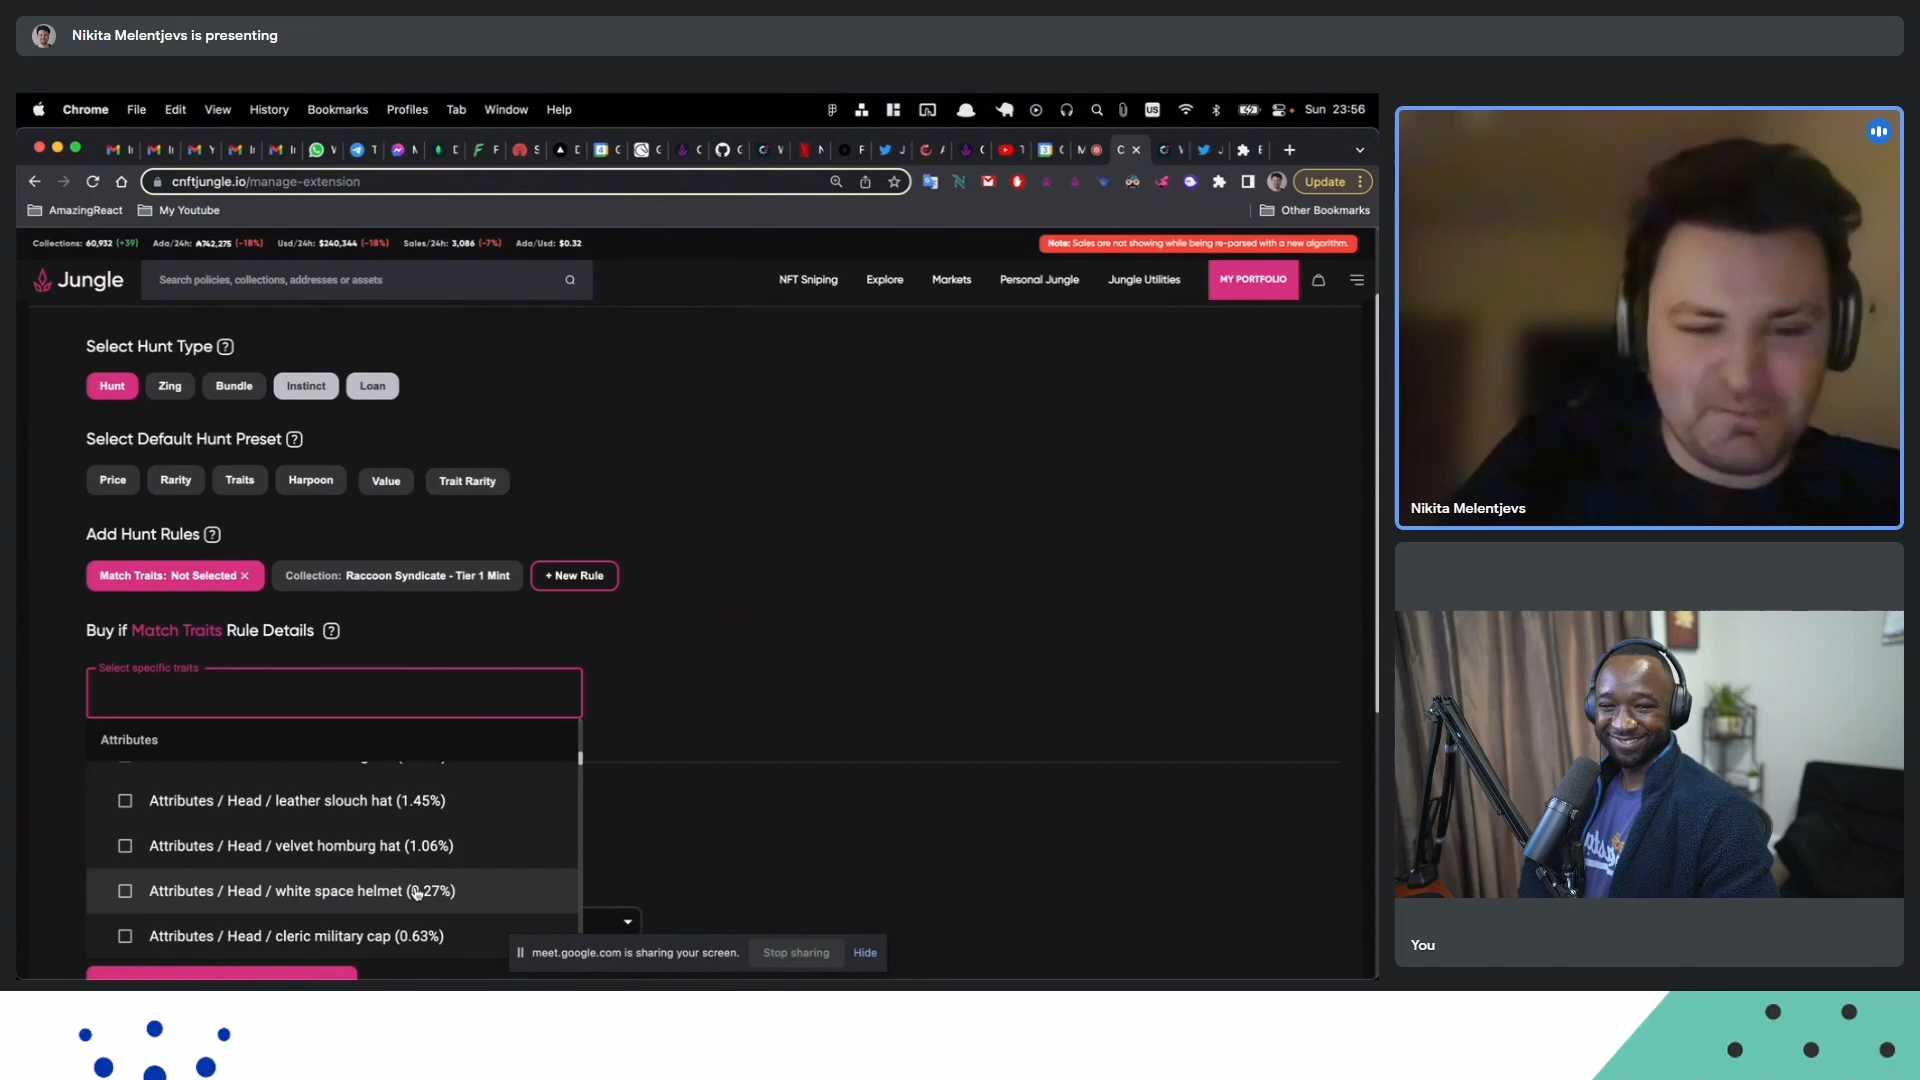 Nikita Melentjevs is presenting
Chrome File Edit View History Bookmarks Profiles Tab Window Help
US Sun 23:56
cnftjungle.io/manage-extension
Update
AmazingReact My Youtube Other Bookmarks
Collections: 60,932 (+39) Ada/24h: ₳742,275 (-18%) Usd/24h: $240,344 (-18%) Sales/24h: 3,086 (-7%) Ada/Usd: $0.32
Note: Sales are not showing while being re-parsed with a new algorithm.
Jungle
Search policies, collections, addresses or assets
NFT Sniping Explore Markets Personal Jungle Jungle Utilities MY PORTFOLIO
Select Hunt Type ?
Hunt Zing Bundle Instinct Loan
Select Default Hunt Preset ?
Price Rarity Traits Harpoon Value Trait Rarity
Add Hunt Rules ?
Match Traits: Not Selected × Collection: Raccoon Syndicate - Tier 1 Mint + New Rule
Buy if Match Traits Rule Details ?
Select specific traits
Attributes
Attributes / Head / leather slouch hat (1.45%)
Attributes / Head / velvet homburg hat (1.06%)
Attributes / Head / white space helmet (0.27%)
Attributes / Head / cleric military cap (0.63%)
meet.google.com is sharing your screen. Stop sharing Hide
Nikita Melentjevs
You